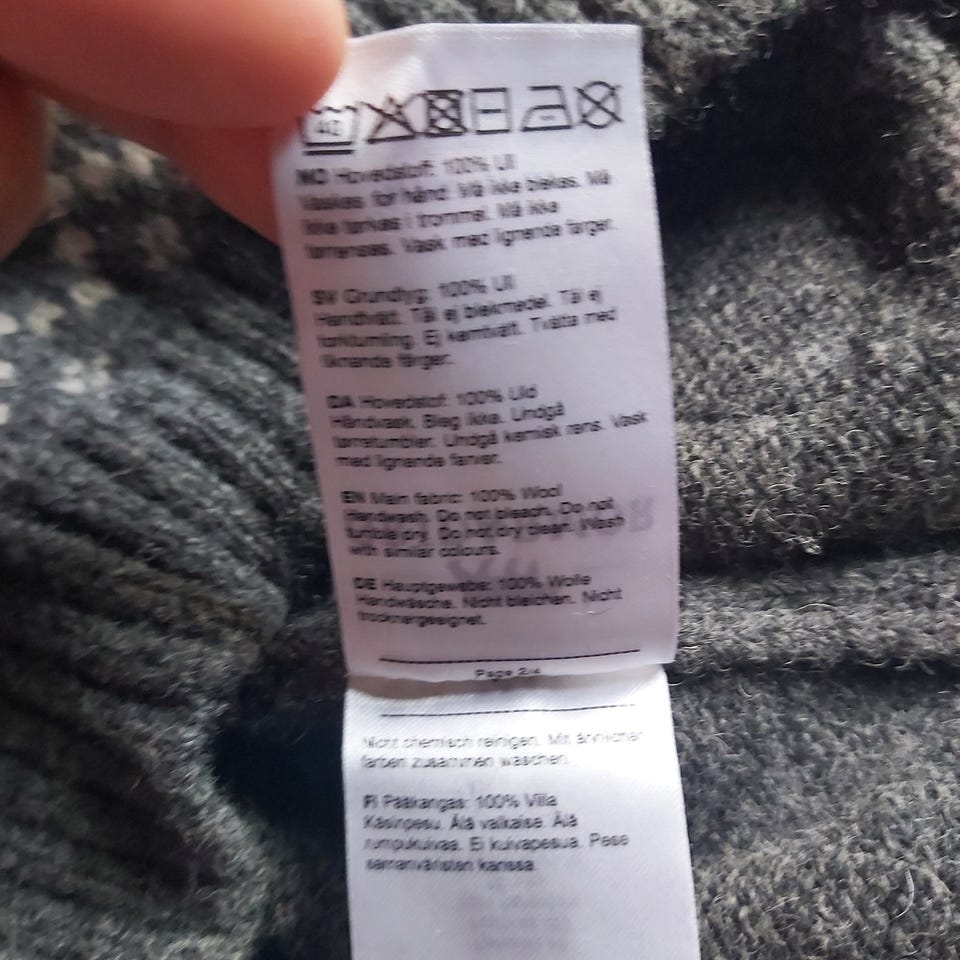 40
NO Hovedstoff: 100% Ull
Vaskes for hånd. Må ikke blekes. Må
ikke tørkes i trommel. Må ikke
tørrenses. Vask med lignende farger.
SV Grundtyg: 100% Ull
Handtvätt. Tål ej blekmedel. Tål ej
torktumling. Ej kemtvätt. Tvätta med
liknande färger.
DA Hovedstof: 100% Uld
Håndvask. Bleg ikke. Undgå
tørretumbler. Undgå kemisk rens. Vask
med lignende farver.
EN Main fabric: 100% Wool
Handwash. Do not bleach. Do not
tumble dry. Do not dry clean. Wash
with similar colours.
DE Hauptgewebe: 100% Wolle
Handwäsche. Nicht bleichen. Nicht
trocknergeeignet.
Page 2/4
Nicht chemisch reinigen. Mit ähnlichen
farben zusammen waschen.
FI Pääkangas: 100% Villa
Käsinpesu. Älä valkaise. Älä
rumpukuivaa. Ei kuivapesua. Pese
samanväristen kanssa.